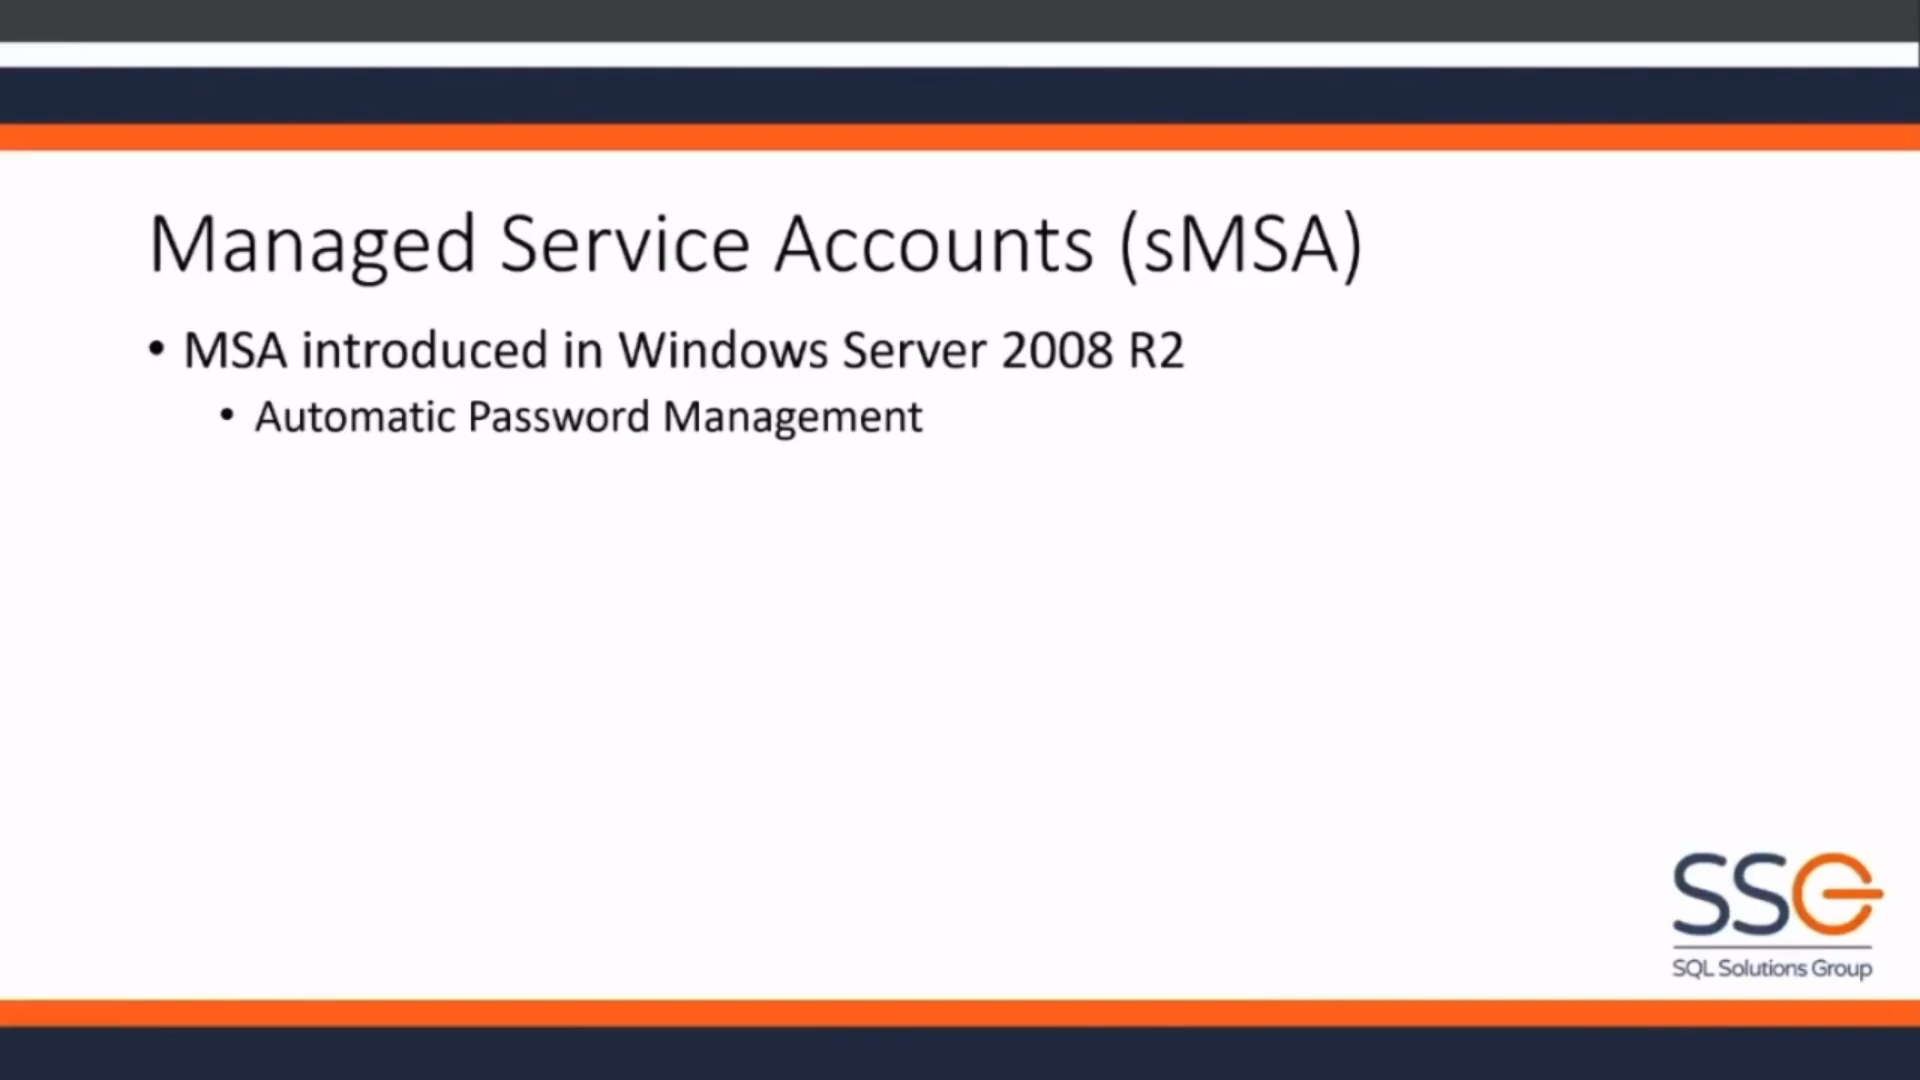 Managed Service Accounts (sMSA)
• MSA introduced in Windows Server 2008 R2
• Automatic Password Management
SSG
SQL Solutions Group